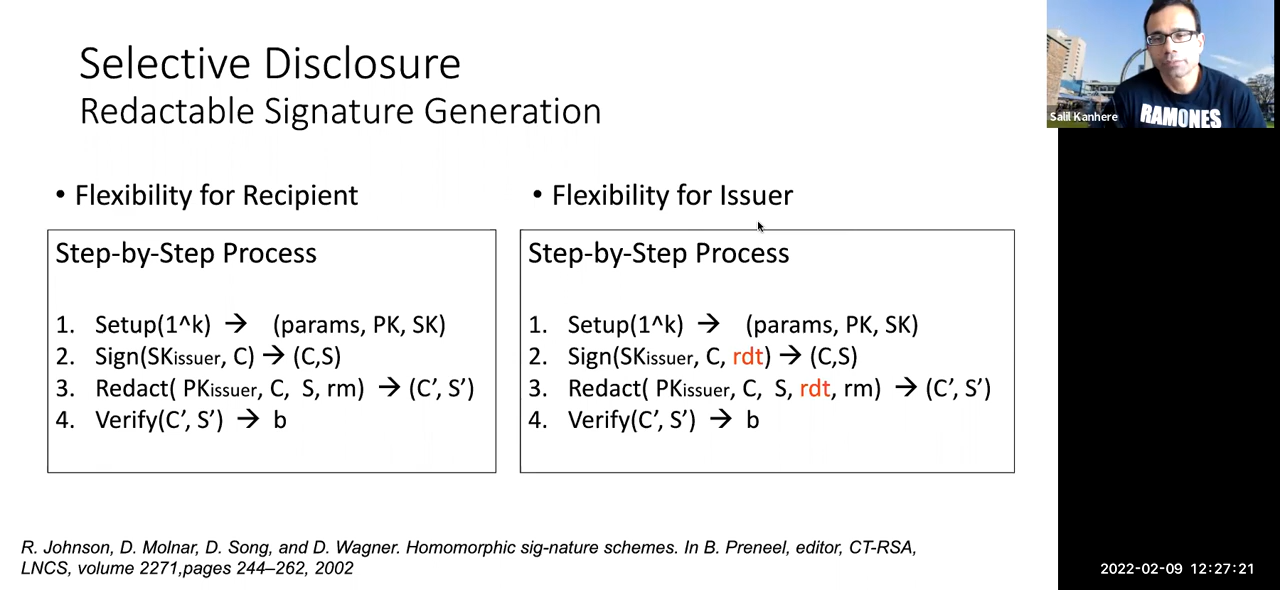 Selective Disclosure
Redactable Signature Generation
• Flexibility for Recipient
Step-by-Step Process
1. Setup(1^k) → (params, PK, SK)
2. Sign(SKissuer, C) → (C,S)
3. Redact( PKissuer, C, S, rm) → (C’, S’)
4. Verify(C’, S’) → b
• Flexibility for Issuer
Step-by-Step Process
1. Setup(1^k) → (params, PK, SK)
2. Sign(SKissuer, C, rdt) → (C,S)
3. Redact( PKissuer, C, S, rdt, rm) → (C’, S’)
4. Verify(C’, S’) → b
R. Johnson, D. Molnar, D. Song, and D. Wagner. Homomorphic sig-nature schemes. In B. Preneel, editor, CT-RSA,
LNCS, volume 2271,pages 244–262, 2002
RAMONES
Salil Kanhere
2022-02-09 12:27:21